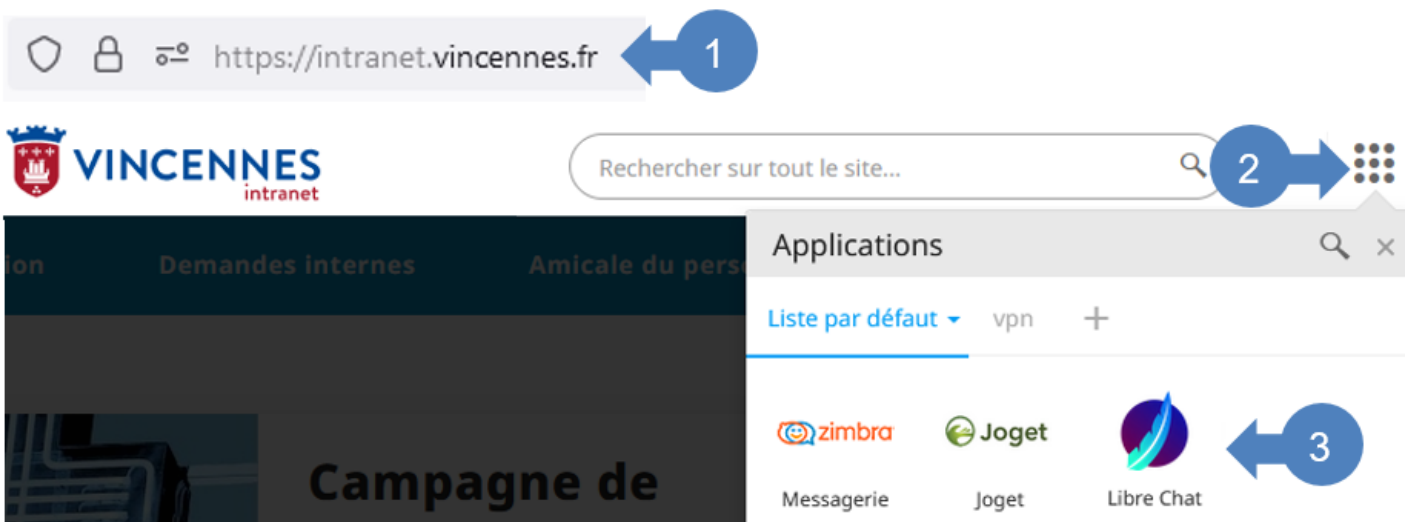 https://intranet.vincennes.fr
1
VINCENNES
intranet
Rechercher sur tout le site...
2
Applications
ion
Demandes internes
Amicale du pers
Liste par défaut
vpn
Campagne de
zimbra
Joget
3
Messagerie
Joget
Libre Chat